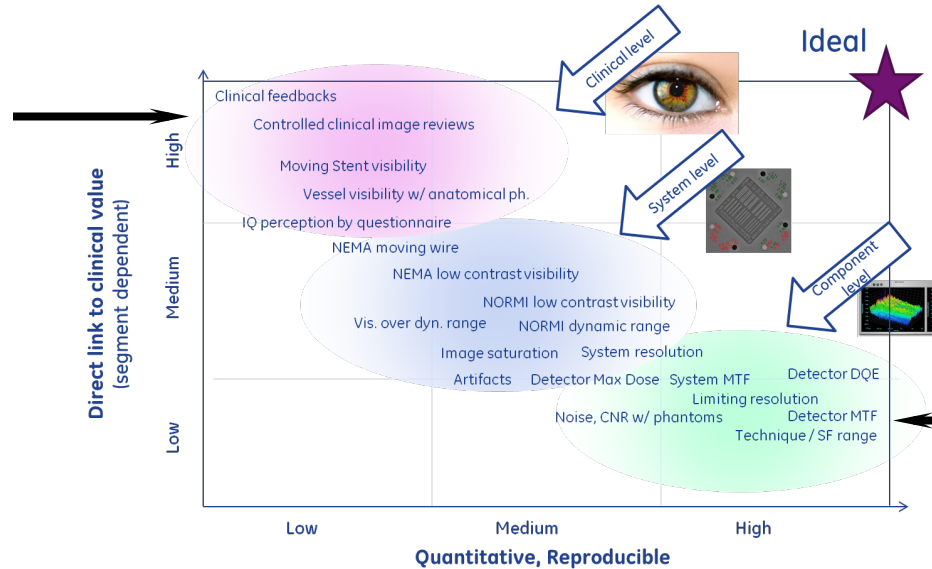 Ideal
Clinical level
Clinical feedbacks
Controlled clinical image reviews
Moving Stent visibility
Vessel visibility w/ anatomical ph.
IQ perception by questionnaire
System level
NEMA moving wire
NEMA low contrast visibility
NORMI low contrast visibility
Vis. over dyn. range
NORMI dynamic range
Image saturation
System resolution
Component
level
Artifacts
Detector Max Dose
System MTF
Detector DQE
Limiting resolution
Noise, CNR w/ phantoms
Detector MTF
Technique / SF range
High
Medium
Low
Direct link to clinical value
(segment dependent)
Low
Medium
High
Quantitative, Reproducible